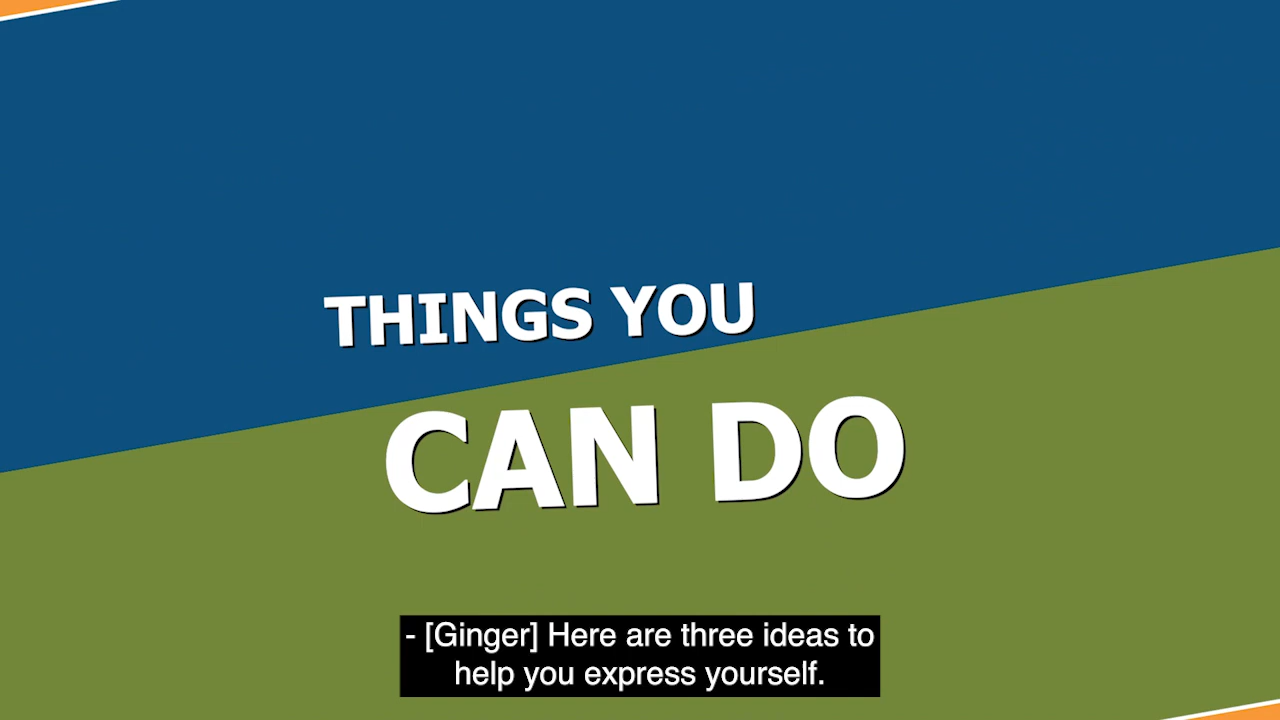 THINGS YOU
CAN DO
- [Ginger] Here are three ideas to
help you express yourself.